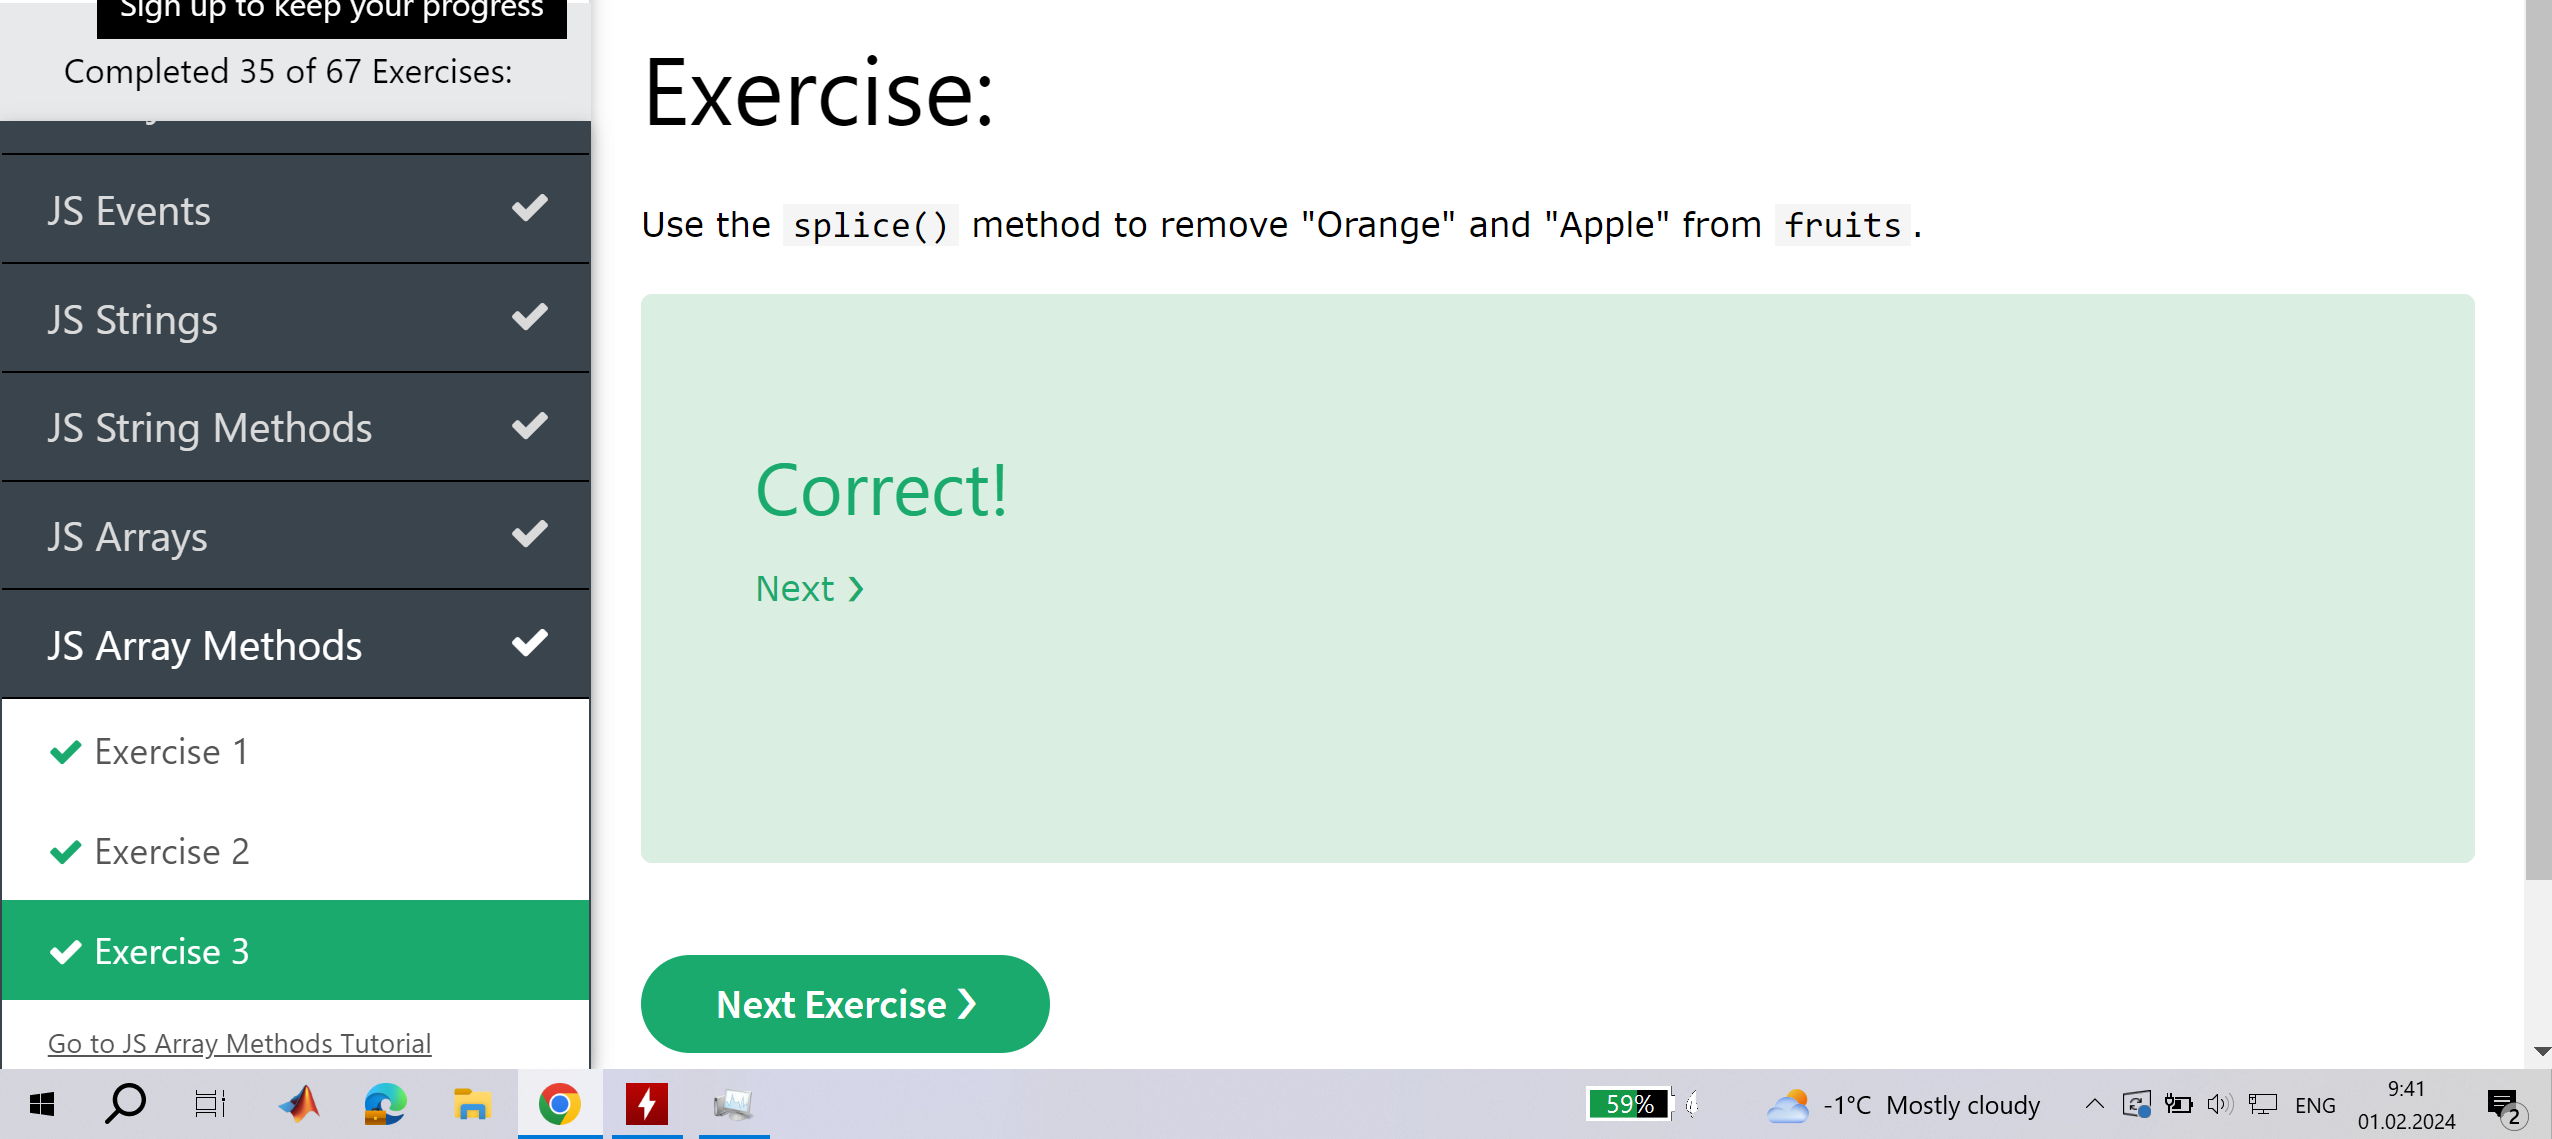 Sign up to keep your progress
Completed 35 of 67 Exercises:
JS Events
JS Strings
JS String Methods
JS Arrays
JS Array Methods
Exercise 1
Exercise 2
Exercise 3
Go to JS Array Methods Tutorial
Exercise:
Use the splice() method to remove "Orange" and "Apple" from fruits.
Correct!
Next ❯
Next Exercise ❯
59%
-1°C Mostly cloudy
ENG
9:41
01.02.2024
2